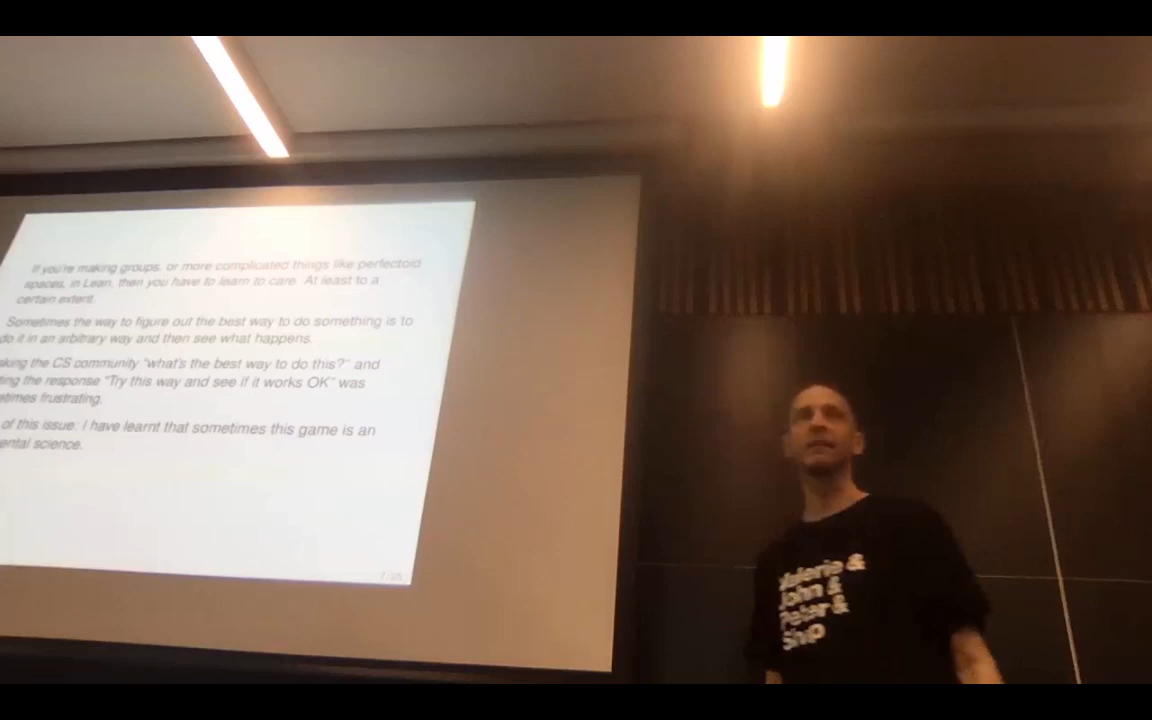 If you're making groups, or more complicated things like perfectoid
spaces, in Lean, then you have to learn to care. At least to a
certain extent.
Sometimes the way to figure out the best way to do something is to
do it in an arbitrary way and then see what happens.
king the CS community "what's the best way to do this?" and
ting the response "Try this way and see if it works OK" was
etimes frustrating.
of this issue: I have learnt that sometimes this game is an
ental science.
Valerie &
John &
Peter &